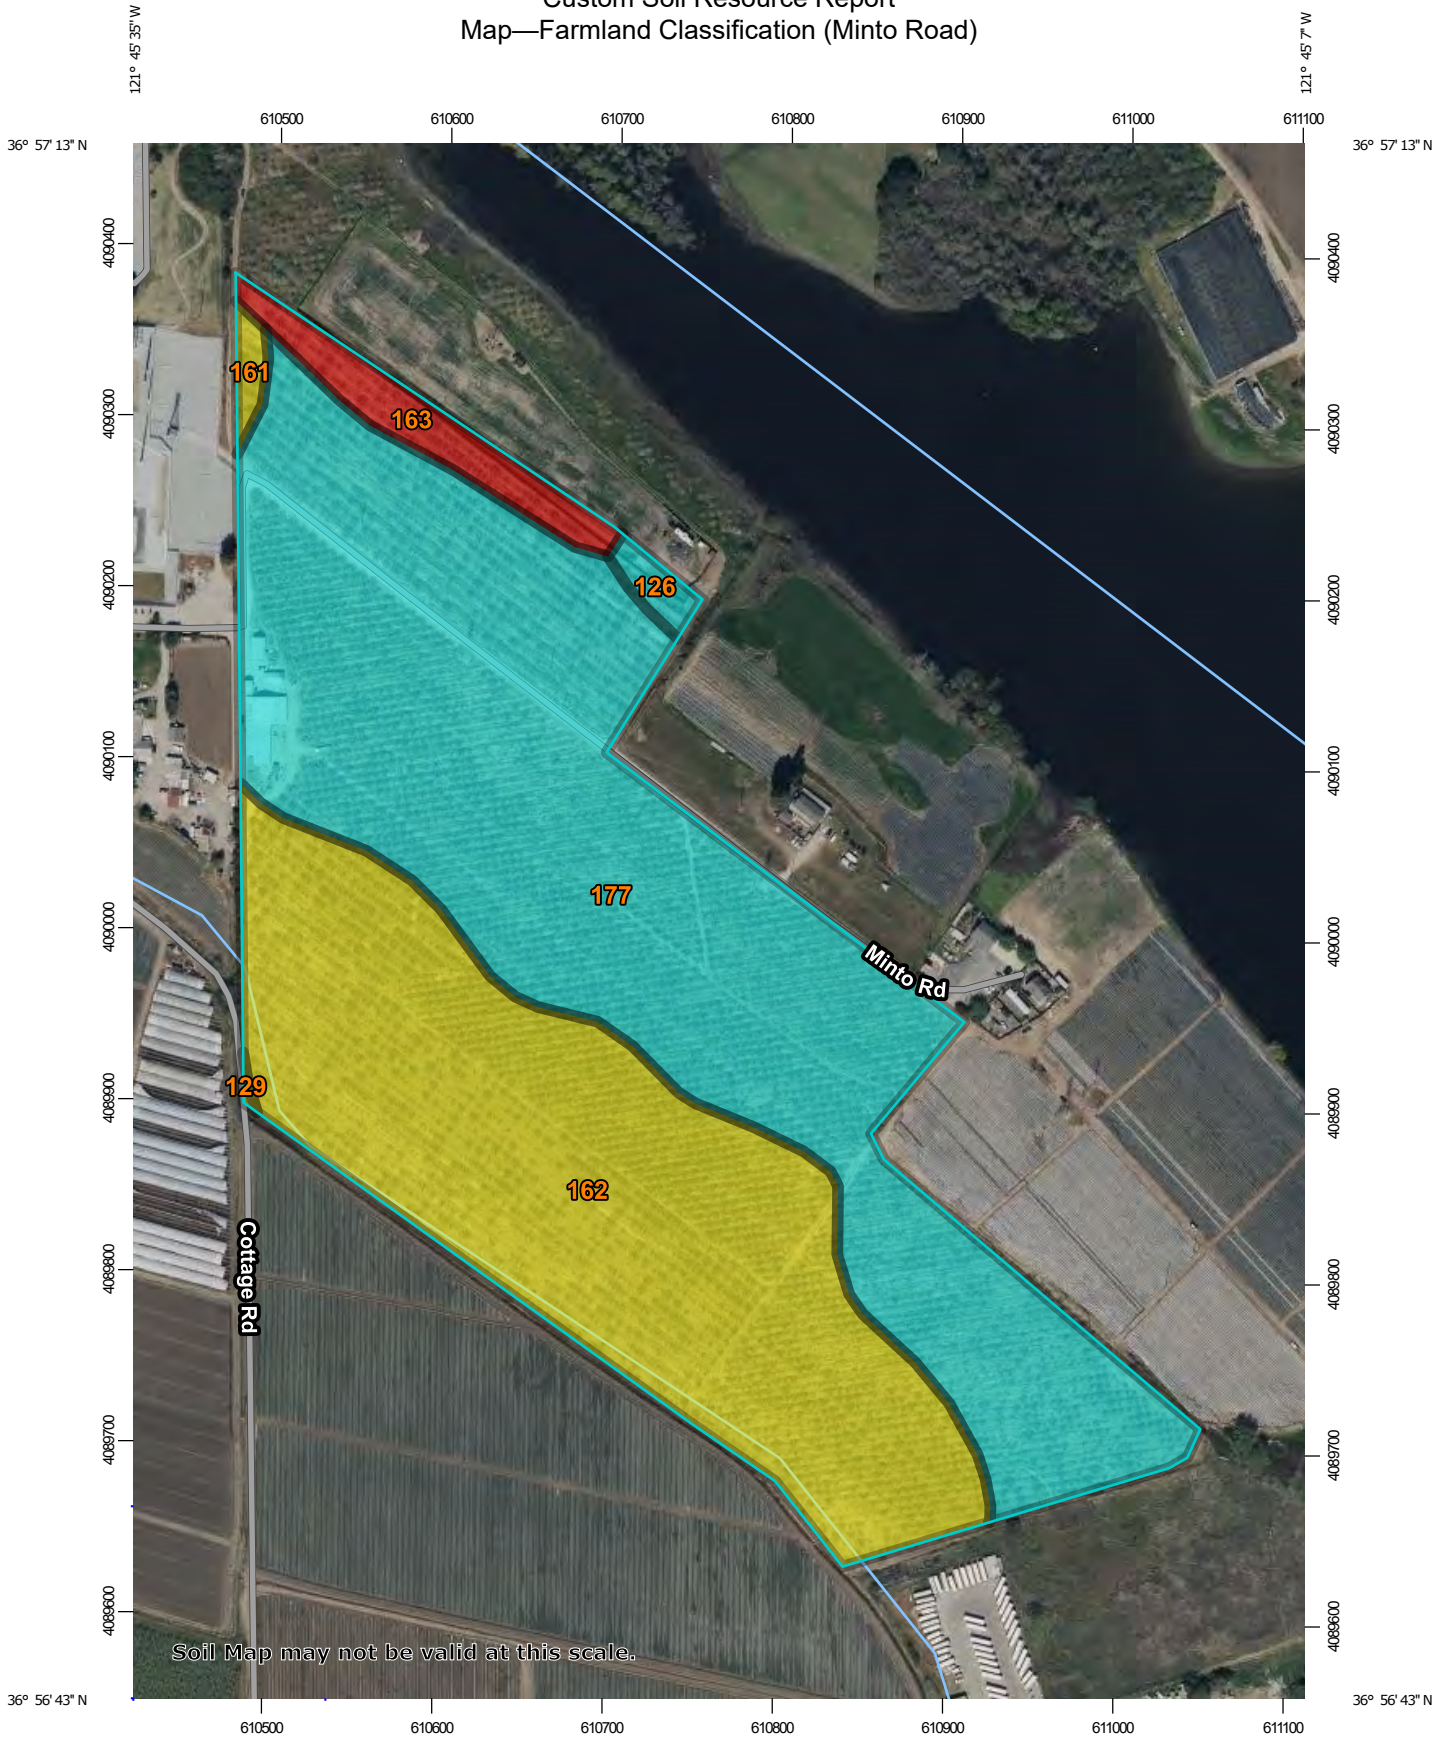 Custom Soil Resource Report
Map—Farmland Classification (Minto Road)
121° 45' 35" W
121° 45' 7" W
610500 610600 610700 610800 610900 611000 611100
36° 57' 13" N
36° 57' 13" N
4090400
4090400
161
163
4090300
4090300
126
4090200
4090200
4090100
4090100
177
4090000
4090000
Minto Rd
129
4089900
4089900
162
Cottage Rd
4089800
4089800
4089700
4089700
4089600
4089600
Soil Map may not be valid at this scale.
36° 56' 43" N
36° 56' 43" N
610500 610600 610700 610800 610900 611000 611100